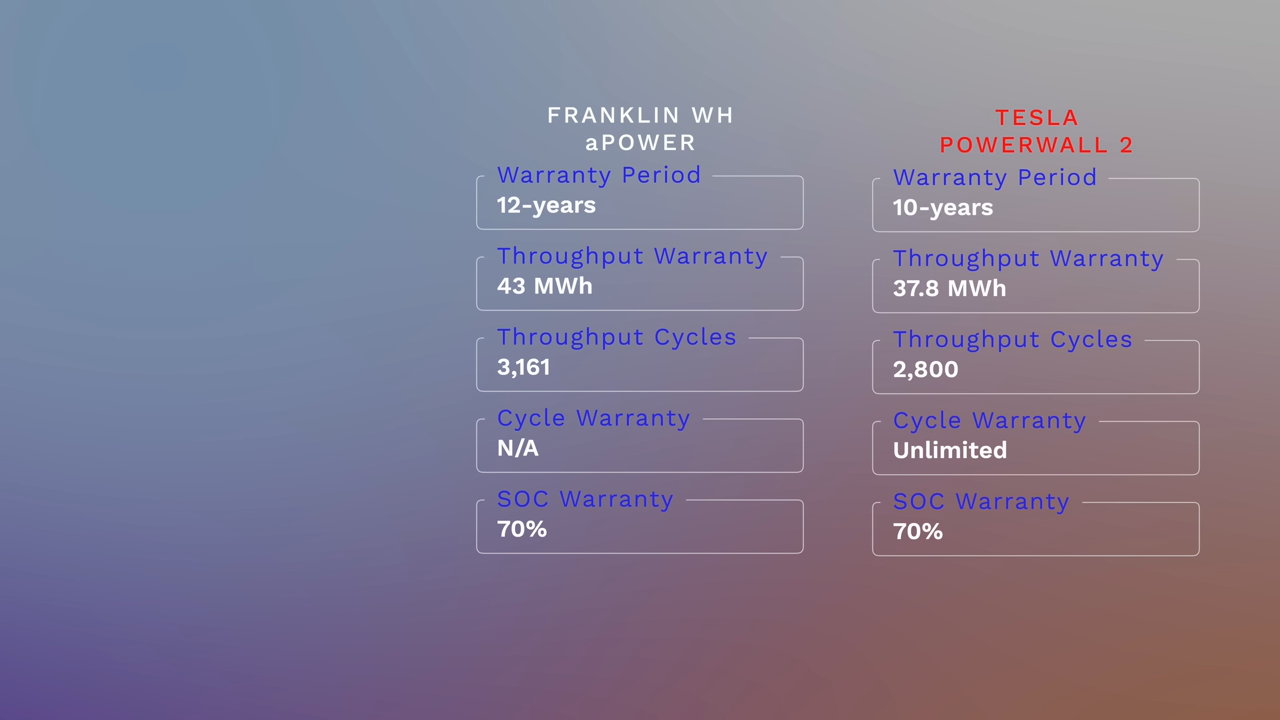 FRANKLIN WH
aPOWER
Warranty Period
12-years
Throughput Warranty
43 MWh
Throughput Cycles
3,161
Cycle Warranty
N/A
SOC Warranty
70%
TESLA
POWERWALL 2
Warranty Period
10-years
Throughput Warranty
37.8 MWh
Throughput Cycles
2,800
Cycle Warranty
Unlimited
SOC Warranty
70%